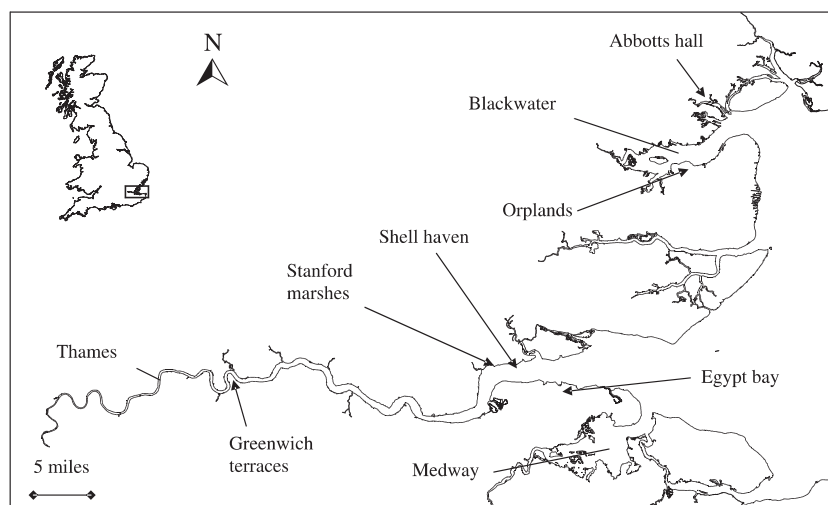 N
Abbotts hall
Blackwater
Orplands
Shell haven
Stanford
marshes
Thames
Egypt bay
Greenwich
terraces
Medway
5 miles